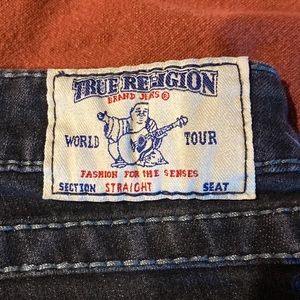 TRUE RELIGION
BRAND JEANS®
WORLD TOUR
FASHION FOR THE SENSES
SECTION STRAIGHT SEAT